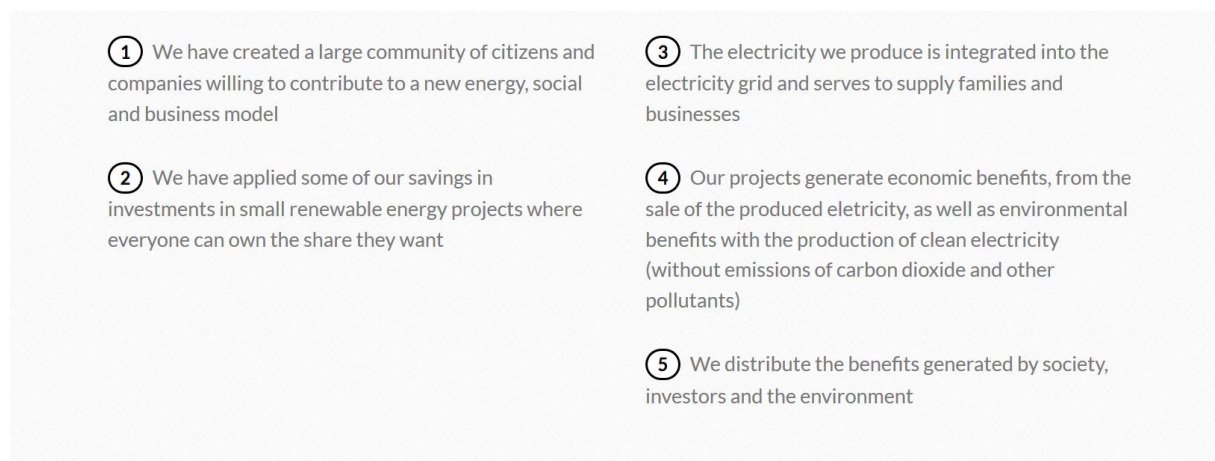 1 We have created a large community of citizens and
companies willing to contribute to a new energy, social
and business model
2 We have applied some of our savings in
investments in small renewable energy projects where
everyone can own the share they want
3 The electricity we produce is integrated into the
electricity grid and serves to supply families and
businesses
4 Our projects generate economic benefits, from the
sale of the produced eletricity, as well as environmental
benefits with the production of clean electricity
(without emissions of carbon dioxide and other
pollutants)
5 We distribute the benefits generated by society,
investors and the environment